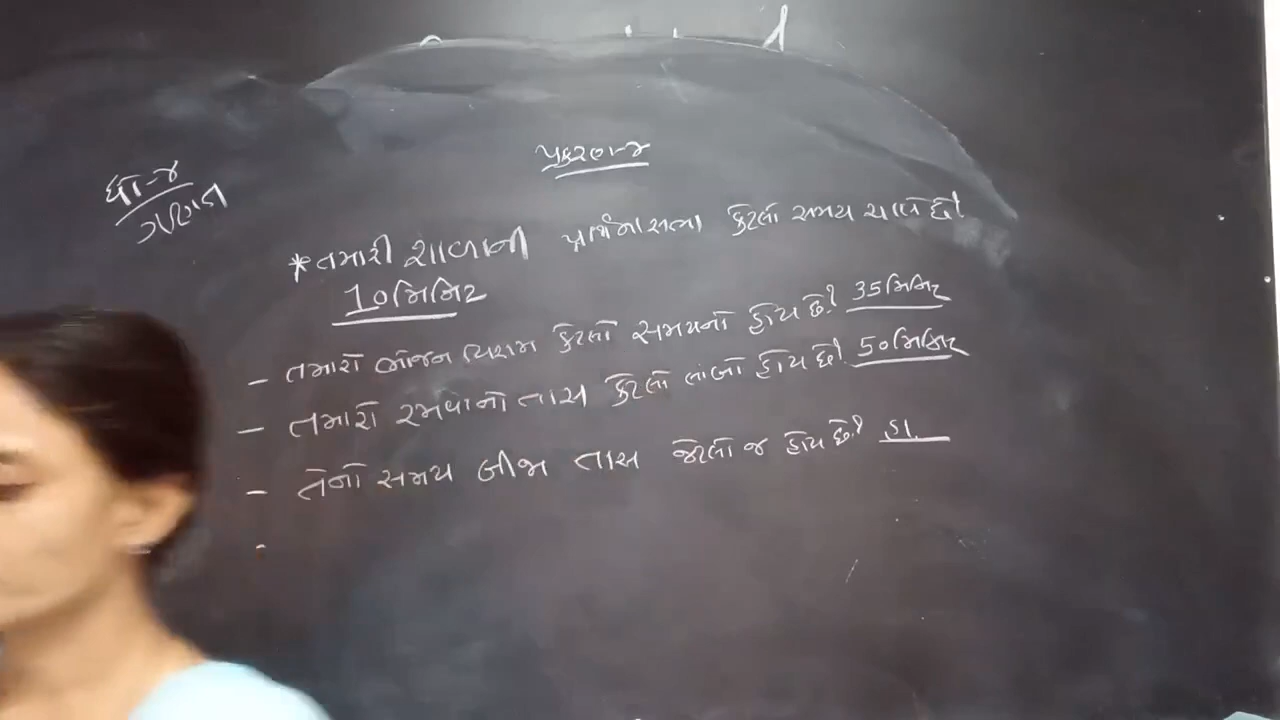 પ્રકરણ-૪
ધો-૪
ગણિત
* તમારી શાળાની પ્રાર્થનાસભા કેટલો સમય ચાલે છે?
10 મિનિટ
- તમારો ભોજન વિરામ કેટલો સમયનો હોય છે? 35 મિનિટ
- તમારો રમવાનો તાસ કેટલો લાંબો હોય છે? 50 મિનિટ
- તેનો સમય બીજા તાસ જેટલો જ હોય છે? હા.